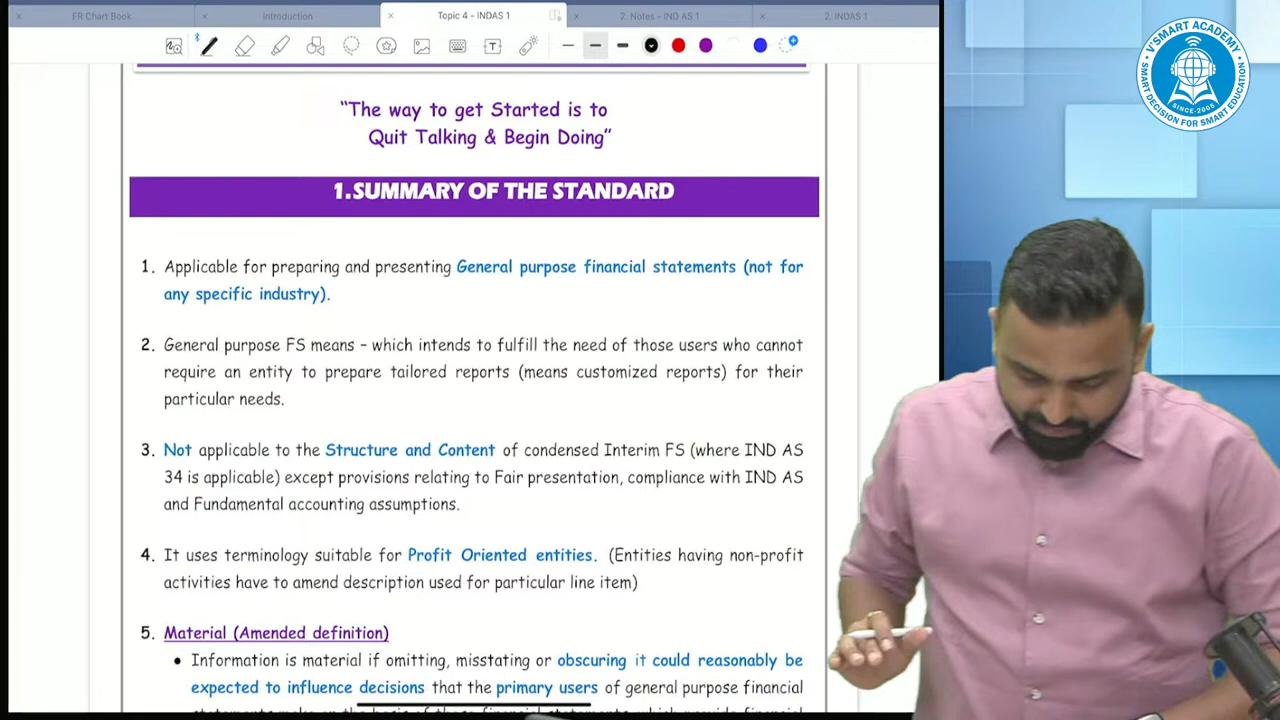 FR Chart Book
Introduction
Topic 4 - INDAS 1
2. Notes - IND AS 1
2. INDAS 1
V'SMART ACADEMY
SINCE-2005
SMART DECISION FOR SMART EDUCATION
"The way to get Started is to
Quit Talking & Begin Doing"
1.SUMMARY OF THE STANDARD
1. Applicable for preparing and presenting General purpose financial statements (not for
any specific industry).
2. General purpose FS means – which intends to fulfill the need of those users who cannot
require an entity to prepare tailored reports (means customized reports) for their
particular needs.
3. Not applicable to the Structure and Content of condensed Interim FS (where IND AS
34 is applicable) except provisions relating to Fair presentation, compliance with IND AS
and Fundamental accounting assumptions.
4. It uses terminology suitable for Profit Oriented entities. (Entities having non-profit
activities have to amend description used for particular line item)
5. Material (Amended definition)
• Information is material if omitting, misstating or obscuring it could reasonably be
expected to influence decisions that the primary users of general purpose financial